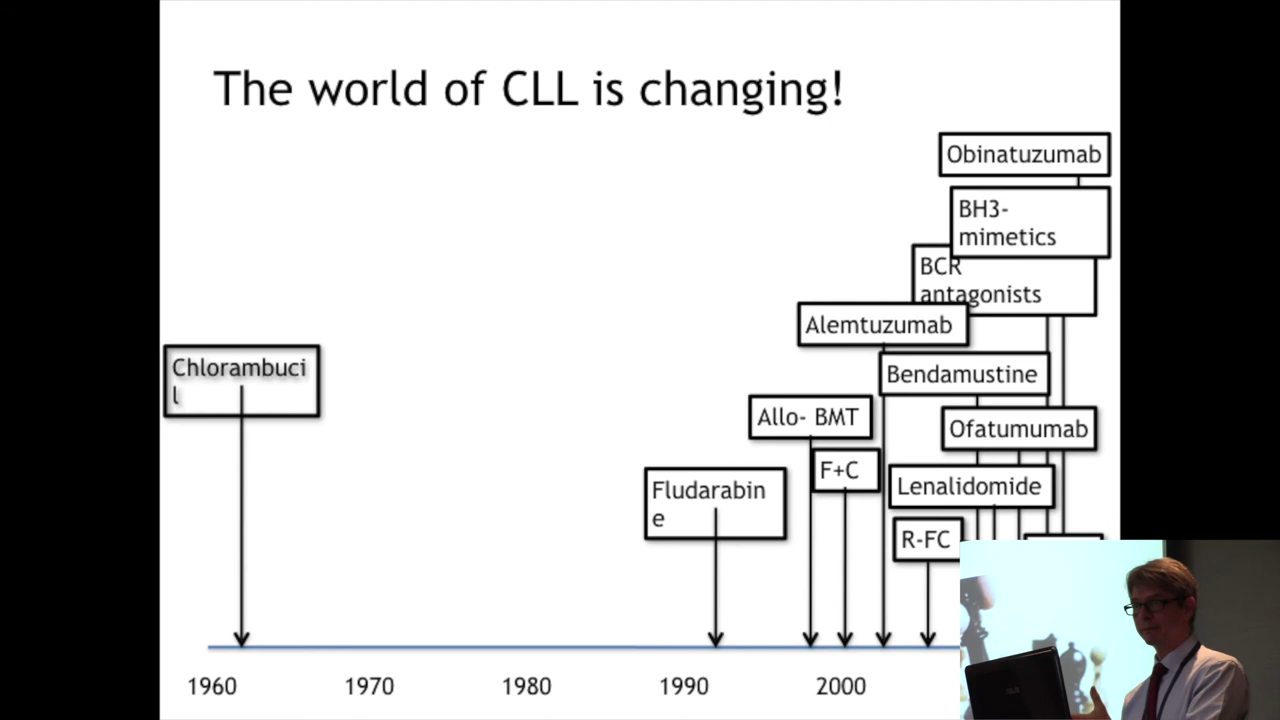 The world of CLL is changing!
Obinatuzumab
BH3-
mimetics
BCR
antagonists
Alemtuzumab
Chlorambuci
l
Bendamustine
Allo- BMT
Ofatumumab
F+C
Fludarabin
e
Lenalidomide
R-FC
1960
1970
1980
1990
2000